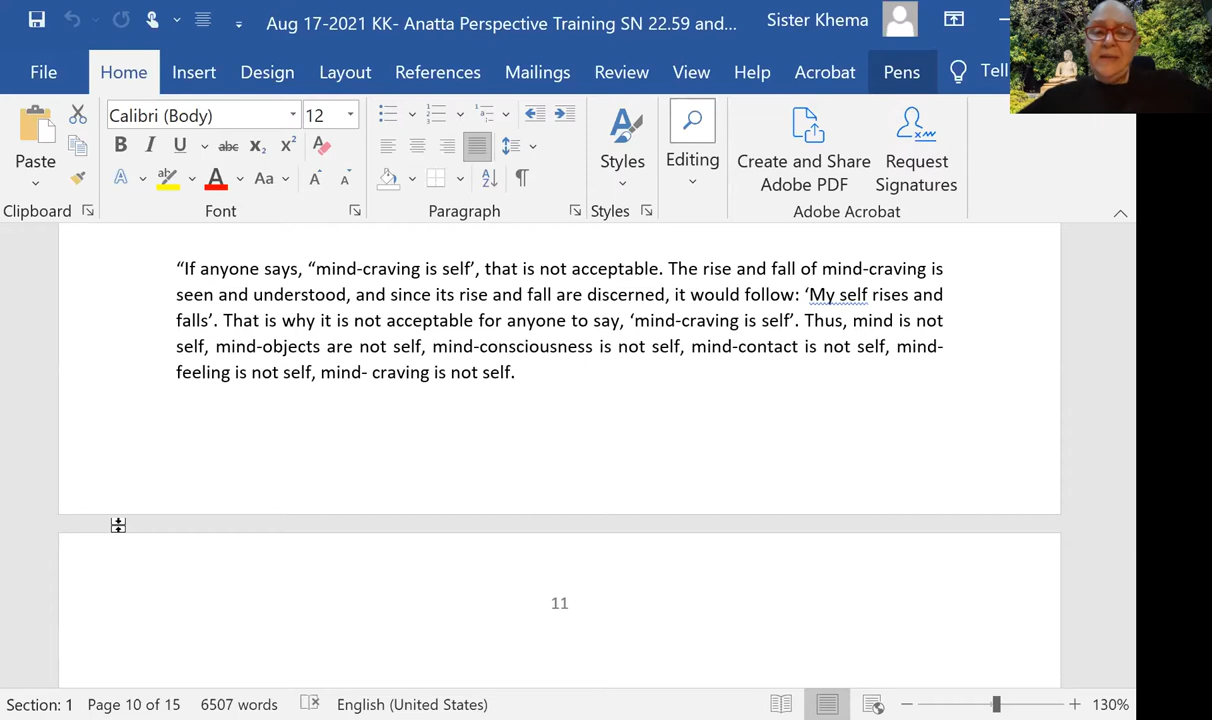 Aug 17-2021 KK- Anatta Perspective Training SN 22.59 and...
Sister Khema
File
Home
Insert
Design
Layout
References
Mailings
Review
View
Help
Acrobat
Pens
Tell
Paste
Clipboard
Calibri (Body)
12
B I U abc x₂ x²
A ab A Aa A A
Font
Paragraph
Styles
Styles
Editing
Create and Share
Adobe PDF
Request
Signatures
Adobe Acrobat
“If anyone says, “mind-craving is self’, that is not acceptable. The rise and fall of mind-craving is
seen and understood, and since its rise and fall are discerned, it would follow: ‘My self rises and
falls’. That is why it is not acceptable for anyone to say, ‘mind-craving is self’. Thus, mind is not
self, mind-objects are not self, mind-consciousness is not self, mind-contact is not self, mind-
feeling is not self, mind- craving is not self.
11
Section: 1
Page 10 of 15
6507 words
English (United States)
130%